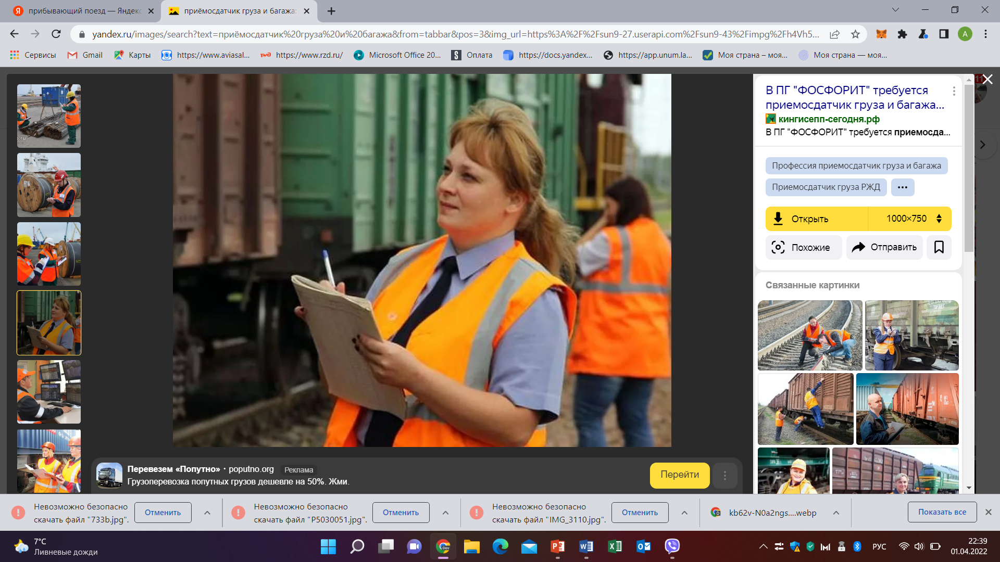 прибывающий поезд — Яндекс
приёмосдатчик груза и багажа:
yandex.ru/images/search?text=приёмосдатчик%20груза%20и%20багажа&from=tabbar&pos=3&img_url=https%3A%2F%2Fsun9-27.userapi.com%2Fsun9-43%2Fimpg%2Fh4Vh5...
A
Сервисы
Gmail
Карты
https://www.aviasal...
https://www.rzd.ru/
Microsoft Office 20...
Оплата
https://docs.yandex...
https://app.unum.la...
Моя страна – моя...
Моя страна — моя...
В ПГ "ФОСФОРИТ" требуется
приемосдатчик груза и багажа...
кингисепп-сегодня.рф
В ПГ "ФОСФОРИТ" требуется приемосда...
Профессия приемосдатчик груза и багажа
Приемосдатчик груза РЖД
Открыть
1000×750
Похожие
Отправить
Связанные картинки
Перевезем «Попутно» · poputno.org Реклама
Грузоперевозка попутных грузов дешевле на 50%. Жми.
Перейти
Невозможно безопасно
скачать файл "733b.jpg".
Отменить
Невозможно безопасно
скачать файл "P5030051.jpg".
Отменить
Невозможно безопасно
скачать файл "IMG_3110.jpg".
Отменить
kb62v-N0a2ngs....webp
Показать все
7°C
Ливневые дожди
РУС
22:39
01.04.2022